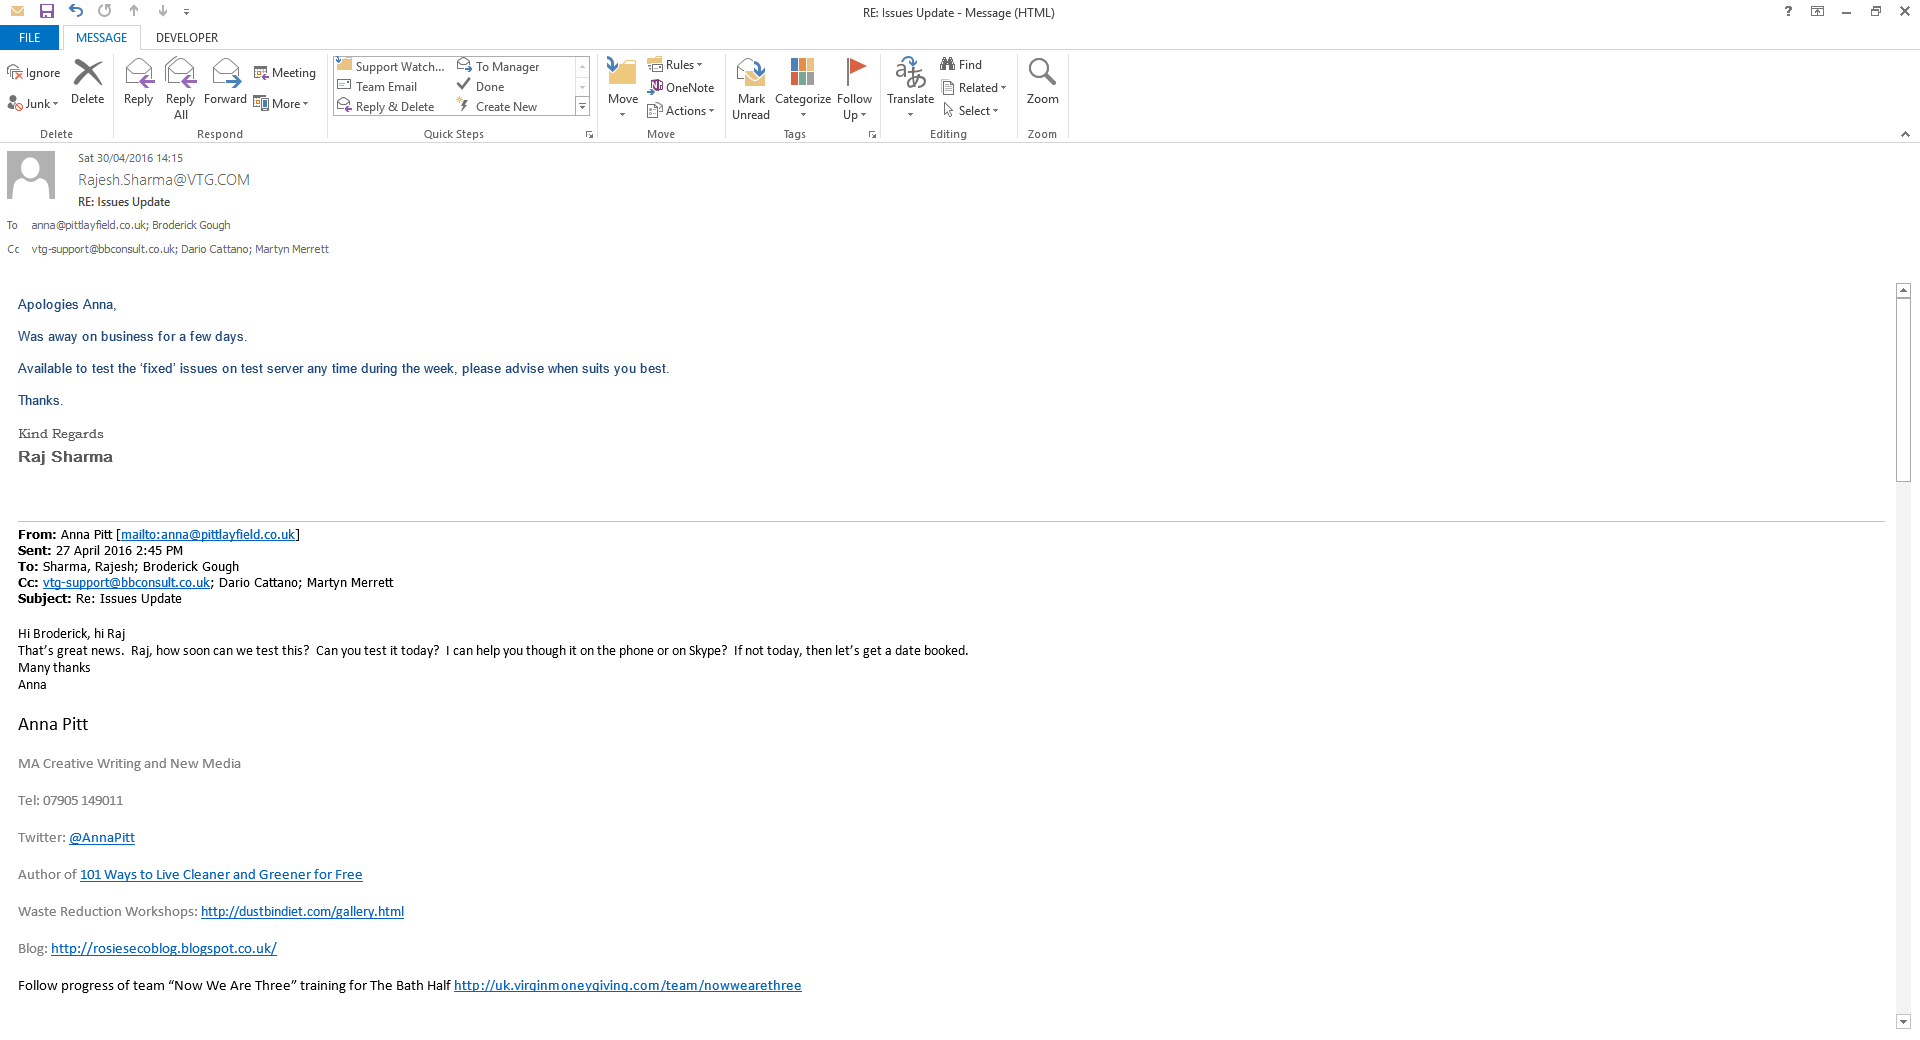 RE: Issues Update - Message (HTML)
?
FILE MESSAGE DEVELOPER
Ignore
Junk
Delete
Delete
Reply
Reply All
Forward
Meeting
More
Respond
Support Watch... To Manager
Team Email Done
Reply & Delete Create New
Quick Steps
Move
Rules
OneNote
Actions
Move
Mark Unread
Categorize
Follow Up
Tags
Translate
Find
Related
Select
Editing
Zoom
Zoom
Sat 30/04/2016 14:15
Rajesh.Sharma@VTG.COM
RE: Issues Update
To anna@pittlayfield.co.uk; Broderick Gough
Cc vtg-support@bbconsult.co.uk; Dario Cattano; Martyn Merrett
Apologies Anna,
Was away on business for a few days.
Available to test the ‘fixed’ issues on test server any time during the week, please advise when suits you best.
Thanks.
Kind Regards
Raj Sharma
From: Anna Pitt [mailto:anna@pittlayfield.co.uk]
Sent: 27 April 2016 2:45 PM
To: Sharma, Rajesh; Broderick Gough
Cc: vtg-support@bbconsult.co.uk; Dario Cattano; Martyn Merrett
Subject: Re: Issues Update
Hi Broderick, hi Raj
That’s great news. Raj, how soon can we test this? Can you test it today? I can help you though it on the phone or on Skype? If not today, then let’s get a date booked.
Many thanks
Anna
Anna Pitt
MA Creative Writing and New Media
Tel: 07905 149011
Twitter: @AnnaPitt
Author of 101 Ways to Live Cleaner and Greener for Free
Waste Reduction Workshops: http://dustbindiet.com/gallery.html
Blog: http://rosiesecoblog.blogspot.co.uk/
Follow progress of team “Now We Are Three” training for The Bath Half http://uk.virginmoneygiving.com/team/nowwearethree